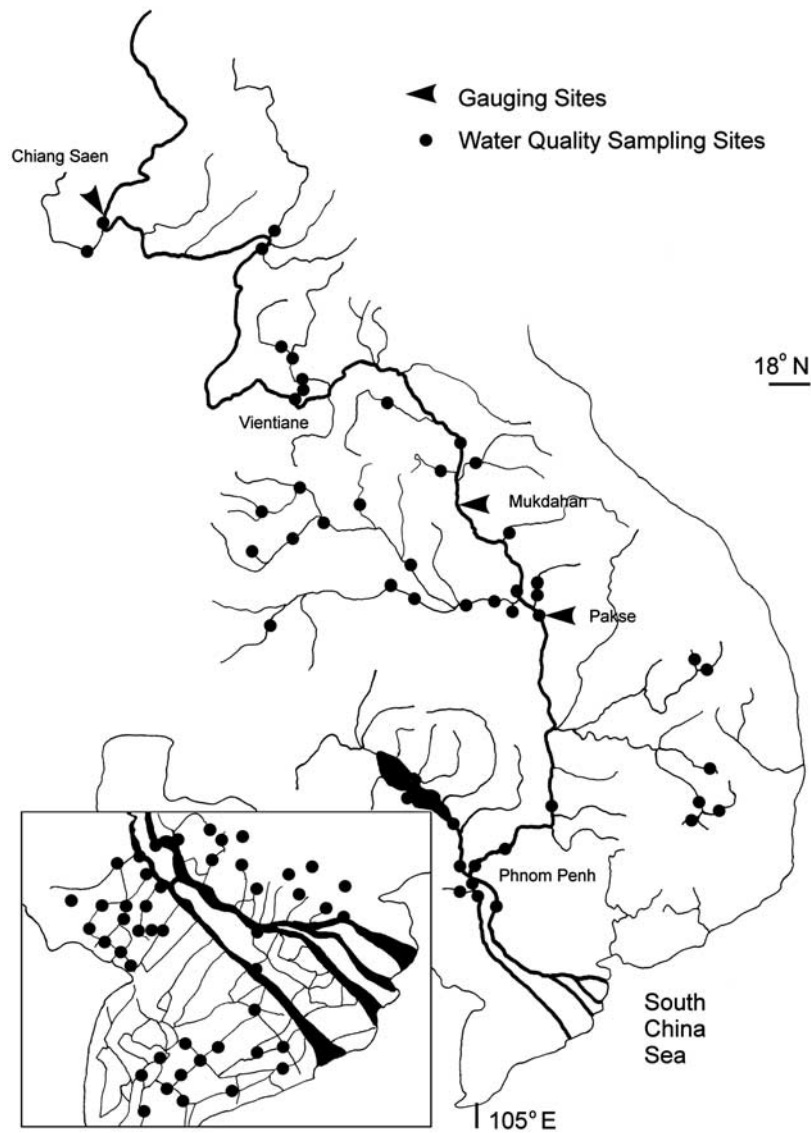 Gauging Sites
Water Quality Sampling Sites
Chiang Saen
18° N
Vientiane
Mukdahan
Pakse
Phnom Penh
South
China
Sea
105° E